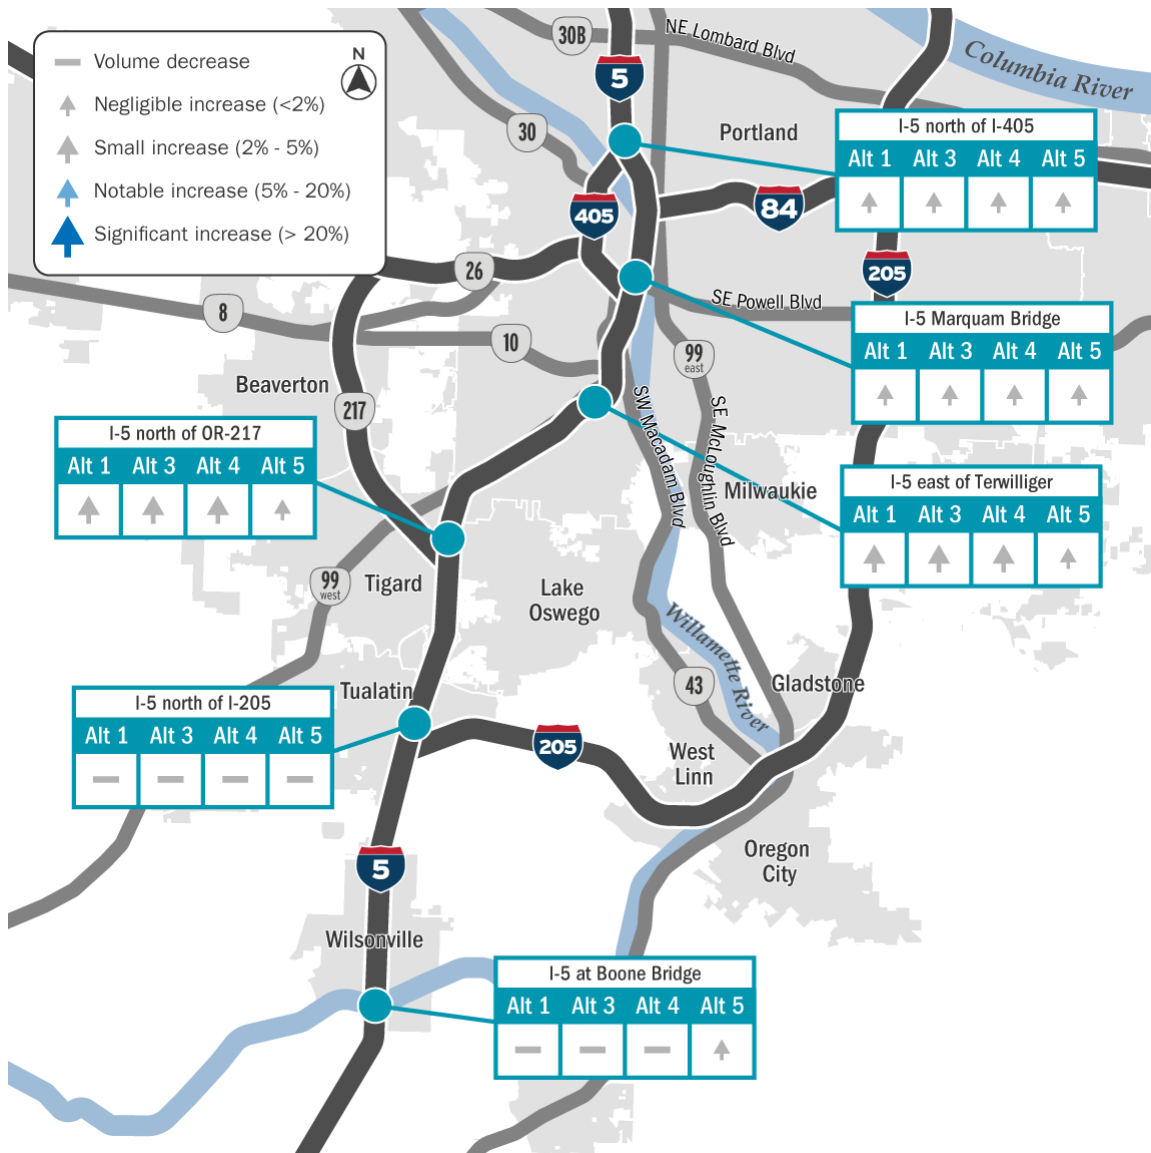 Volume decrease
Negligible increase (<2%)
Small increase (2% - 5%)
Notable increase (5% - 20%)
Significant increase (> 20%)
N
30B
NE Lombard Blvd
5
Columbia River
30
Portland
I-5 north of I-405
Alt 1 Alt 3 Alt 4 Alt 5
405
84
26
205
8
SE Powell Blvd
I-5 Marquam Bridge
Alt 1 Alt 3 Alt 4 Alt 5
10
99
east
Beaverton
217
SW Macadam Blvd
SE McLoughlin Blvd
I-5 north of OR-217
Alt 1 Alt 3 Alt 4 Alt 5
Milwaukie
I-5 east of Terwilliger
Alt 1 Alt 3 Alt 4 Alt 5
99
west
Tigard
Lake
Oswego
Willamette River
43
Gladstone
Tualatin
I-5 north of I-205
Alt 1 Alt 3 Alt 4 Alt 5
205
West
Linn
5
Oregon
City
Wilsonville
I-5 at Boone Bridge
Alt 1 Alt 3 Alt 4 Alt 5